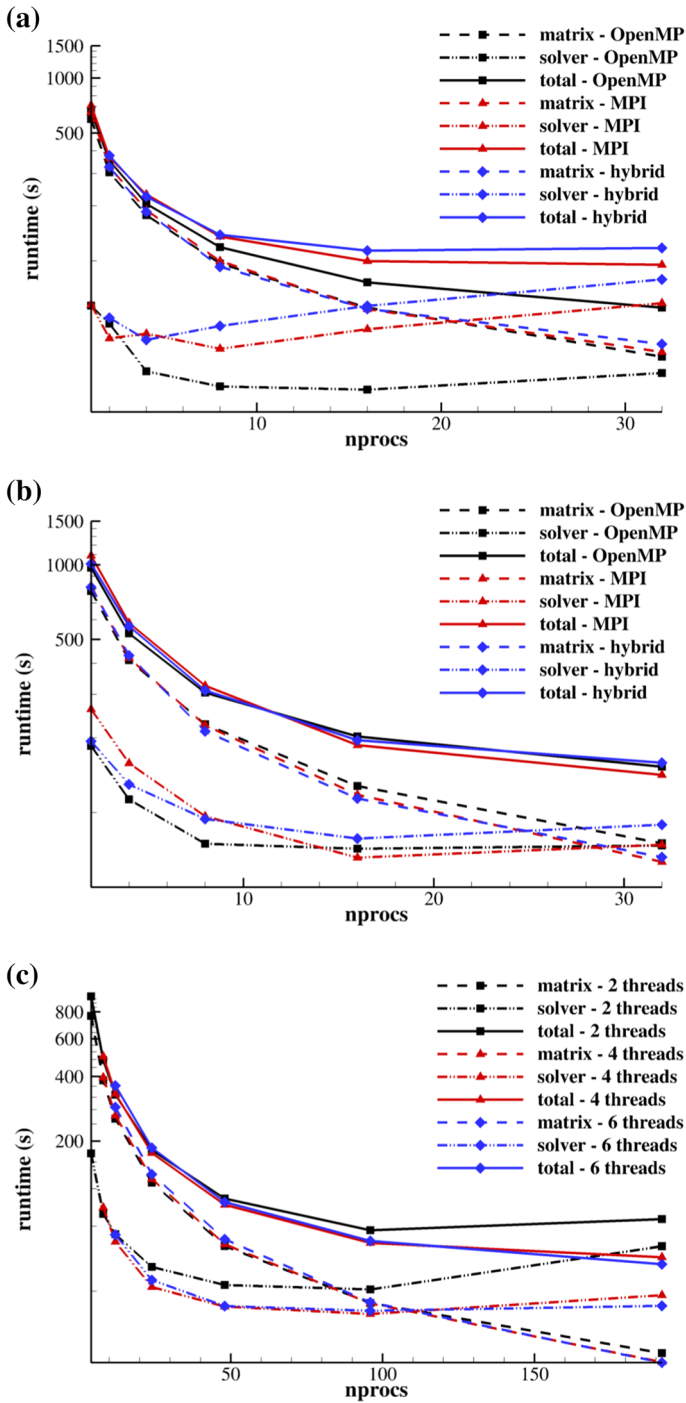 (a)
1500
1000
500
runtime (s)
matrix - OpenMP
solver - OpenMP
total - OpenMP
matrix - MPI
solver - MPI
total - MPI
matrix - hybrid
solver - hybrid
total - hybrid
10
20
30
nprocs
(b)
1500
1000
500
runtime (s)
matrix - OpenMP
solver - OpenMP
total - OpenMP
matrix - MPI
solver - MPI
total - MPI
matrix - hybrid
solver - hybrid
total - hybrid
10
20
30
nprocs
(c)
800
600
400
200
runtime (s)
matrix - 2 threads
solver - 2 threads
total - 2 threads
matrix - 4 threads
solver - 4 threads
total - 4 threads
matrix - 6 threads
solver - 6 threads
total - 6 threads
50
100
150
nprocs